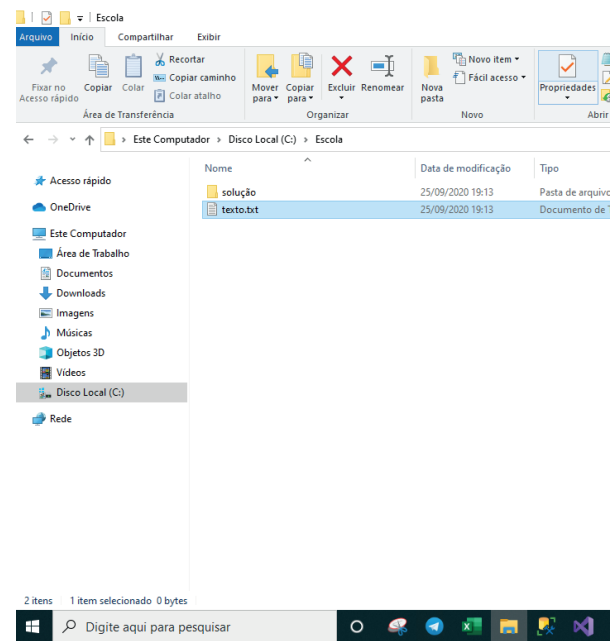 Escola
Arquivo Início Compartilhar Exibir
Fixar no Acesso rápido
Copiar
Colar
Recortar
Copiar caminho
Colar atalho
Área de Transferência
Mover para
Copiar para
Excluir
Renomear
Organizar
Nova pasta
Novo item
Fácil acesso
Novo
Propriedades
Abrir
Este Computador > Disco Local (C:) > Escola
Nome Data de modificação Tipo
solução 25/09/2020 19:13 Pasta de arquivo
texto.txt 25/09/2020 19:13 Documento de
Acesso rápido
OneDrive
Este Computador
Área de Trabalho
Documentos
Downloads
Imagens
Músicas
Objetos 3D
Vídeos
Disco Local (C:)
Rede
2 itens 1 item selecionado 0 bytes
Digite aqui para pesquisar